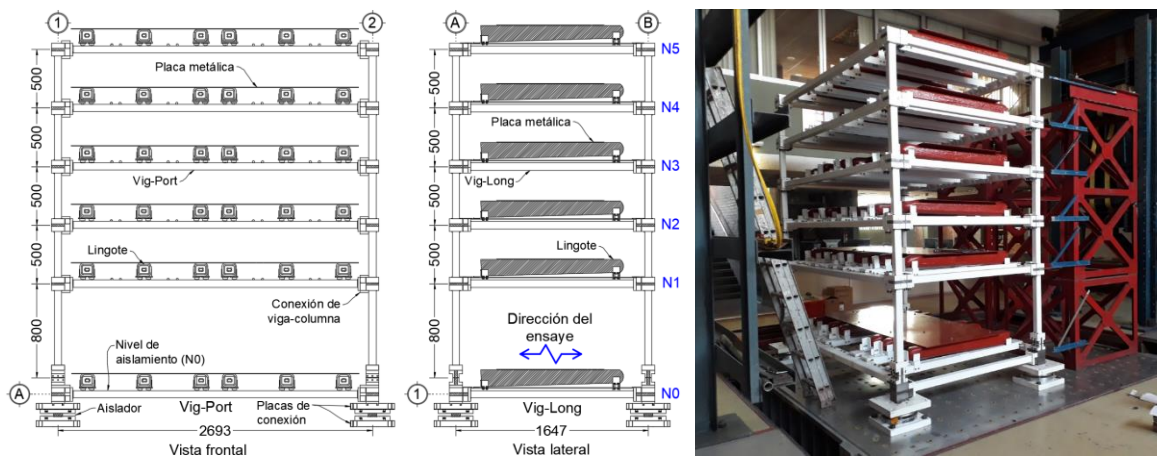 1
2
A
B
N5
500
Placa metálica
500
N4
500
Placa metálica
500
N3
Vig-Port
Vig-Long
500
500
N2
Lingote
Lingote
500
500
N1
Conexión de
viga-columna
800
800
Dirección del
ensaye
Nivel de
aislamiento (N0)
A
1
N0
Aislador
Vig-Port
Placas de
conexión
Vig-Long
2693
1647
Vista frontal
Vista lateral